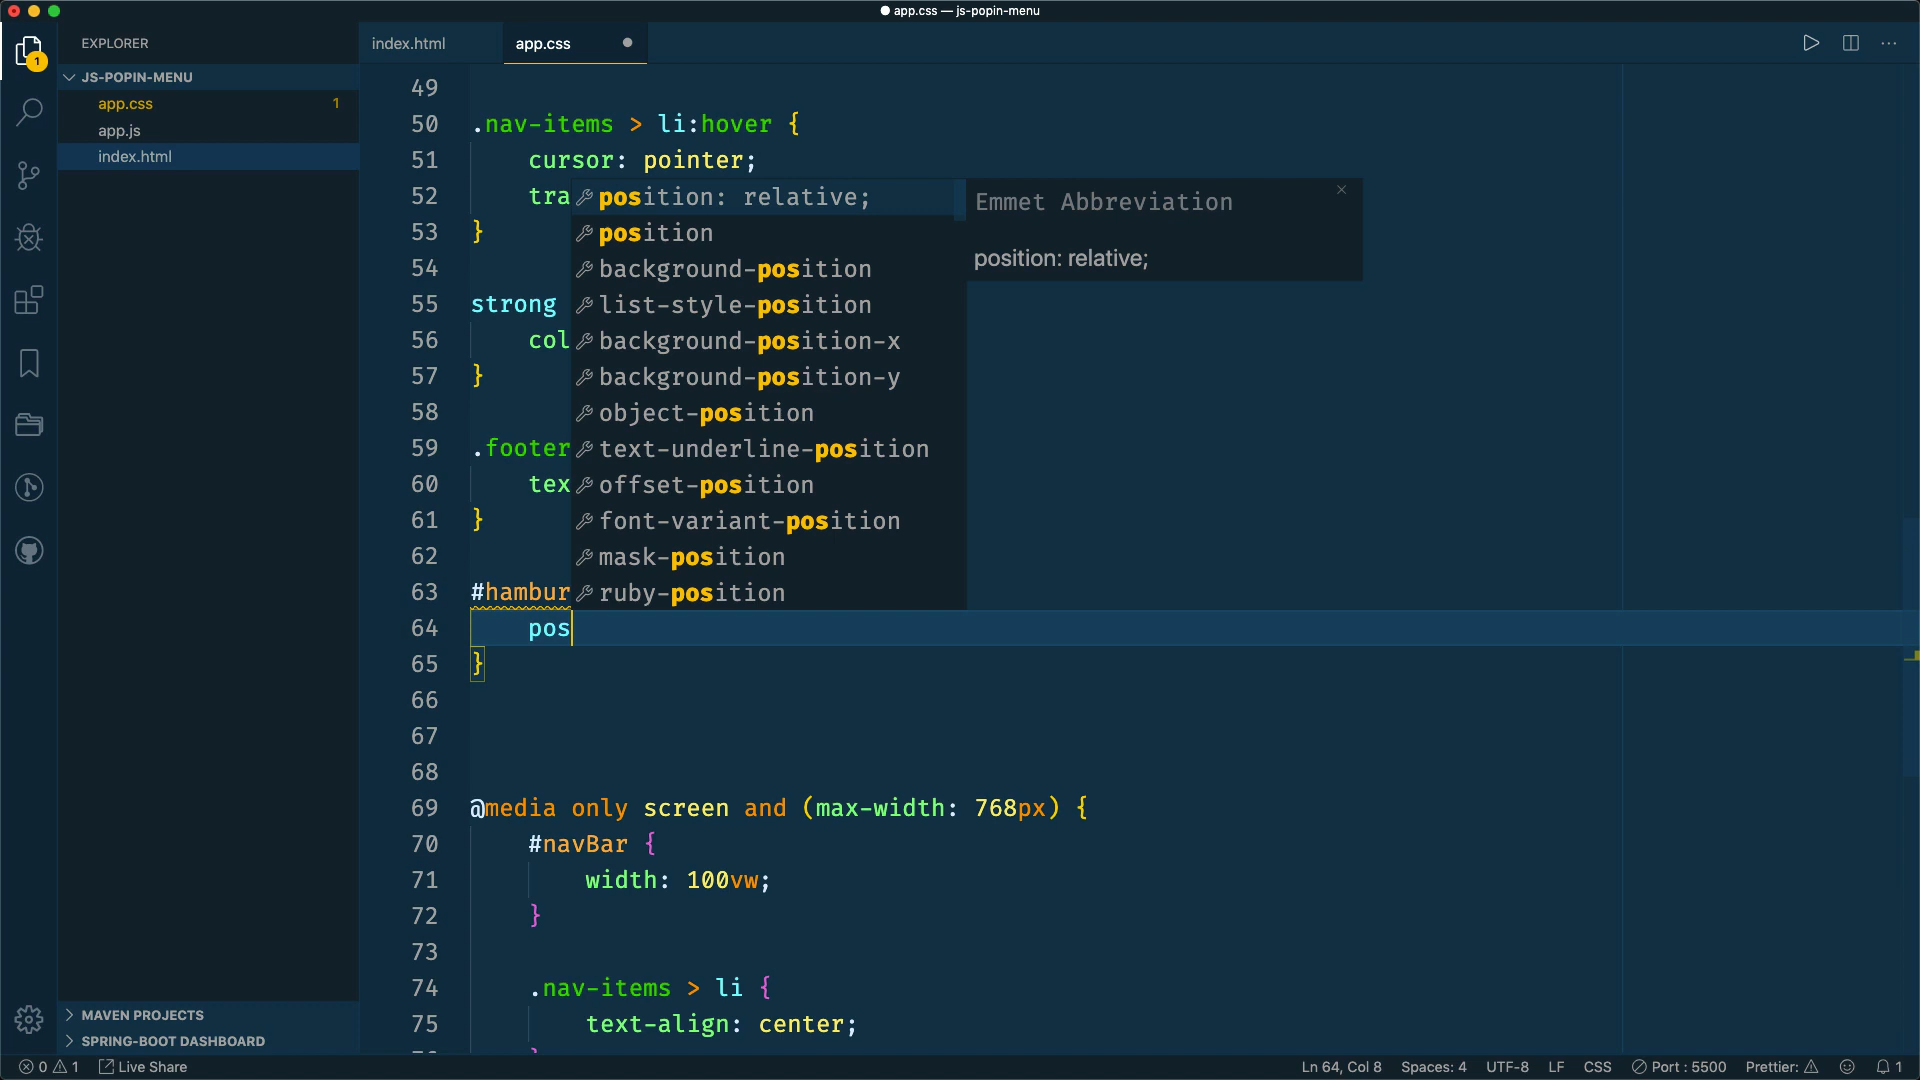 app.css — js-popin-menu
EXPLORER
index.html
app.css
1
JS-POPIN-MENU
app.css 1
app.js
index.html
49
50 .nav-items > li:hover {
51 cursor: pointer;
52 tra
53 }
54
55 strong
56 col
57 }
58
59 .footer
60 tex
61 }
62
63 #hambur
64 pos
65 }
66
67
68
69 @media only screen and (max-width: 768px) {
70 #navBar {
71 width: 100vw;
72 }
73
74 .nav-items > li {
75 text-align: center;
position: relative;
position
background-position
list-style-position
background-position-x
background-position-y
object-position
text-underline-position
offset-position
font-variant-position
mask-position
ruby-position
Emmet Abbreviation
position: relative;
MAVEN PROJECTS
SPRING-BOOT DASHBOARD
0 1 Live Share Ln 64, Col 8 Spaces: 4 UTF-8 LF CSS Port : 5500 Prettier: 1